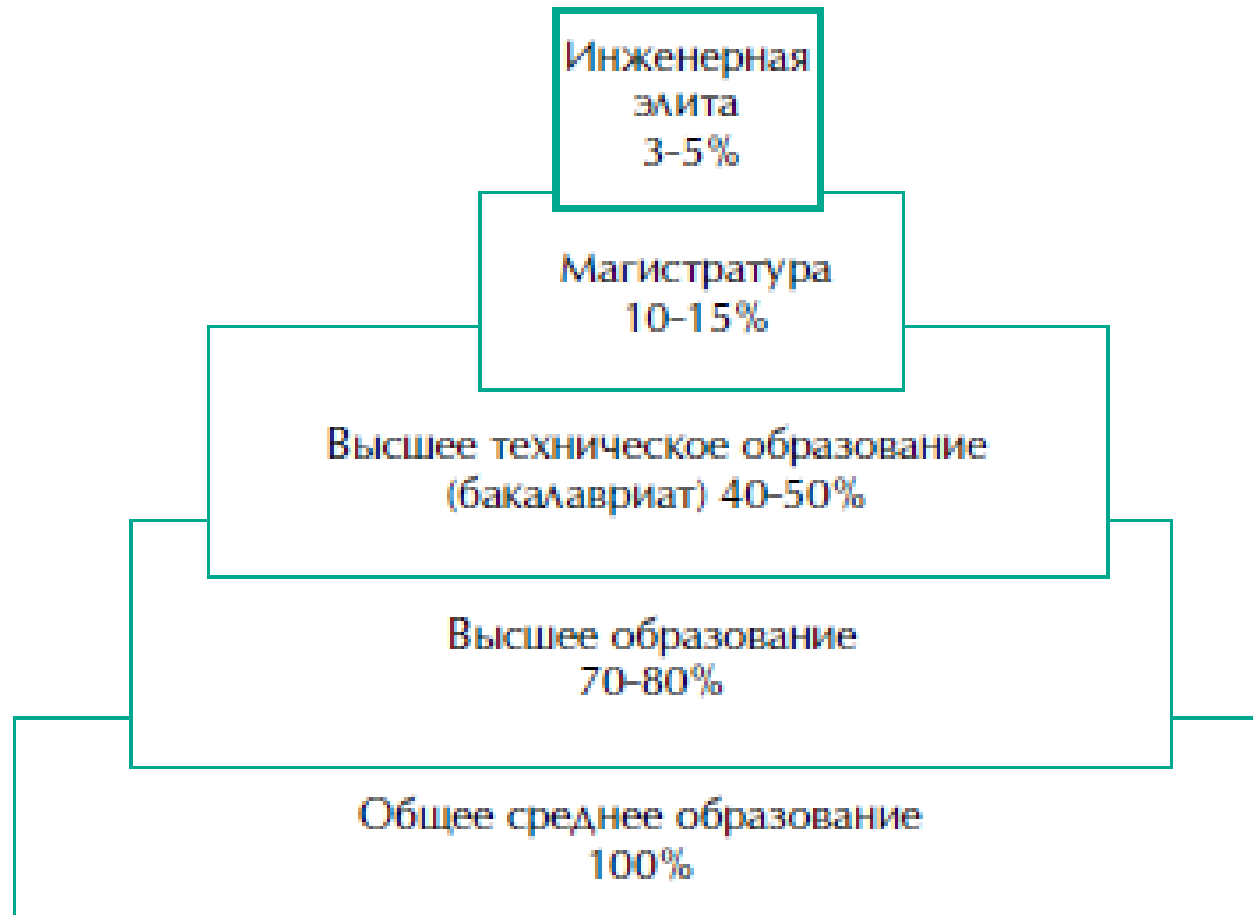 Инженерная
элита
3-5%
Магистратура
10-15%
Высшее техническое образование
(бакалавриат) 40-50%
Высшее образование
70-80%
Общее среднее образование
100%